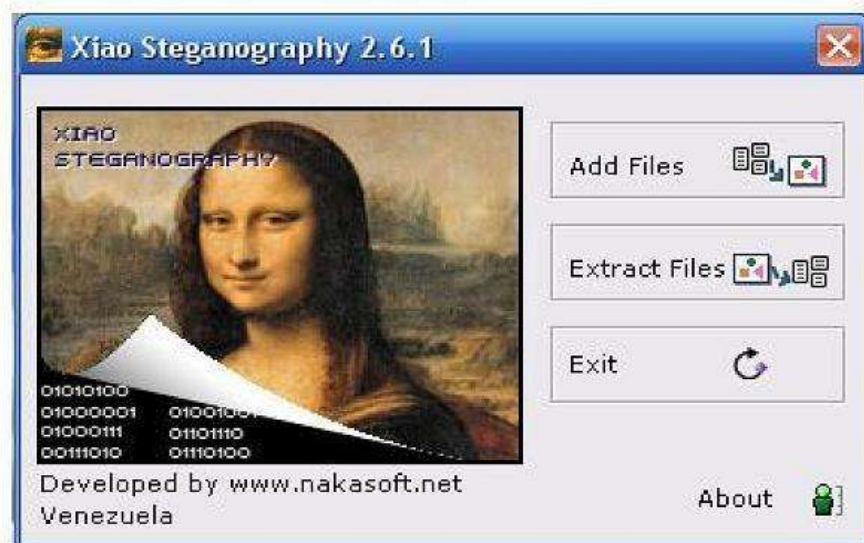 Xiao Steganography 2.6.1
XIAO
STEGANOGRAPHY
Add Files
Extract Files
Exit
01010100
01000001
01000111 01101110
00111010 01110100
Developed by www.nakasoft.net
Venezuela
About